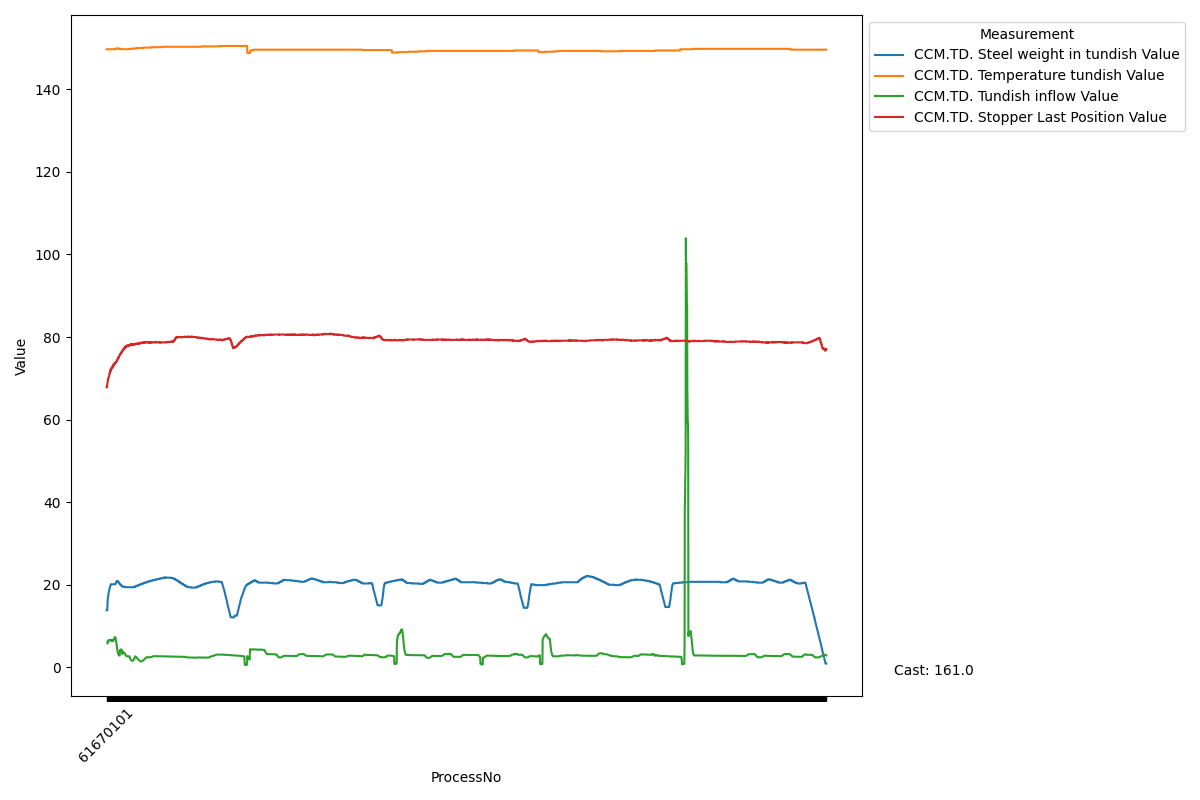 Measurement
CCM.TD. Steel weight in tundish Value
CCM.TD. Temperature tundish Value
CCM.TD. Tundish inflow Value
CCM.TD. Stopper Last Position Value
140
120
100
80
60
40
20
0
Value
Cast: 161.0
61670101
ProcessNo